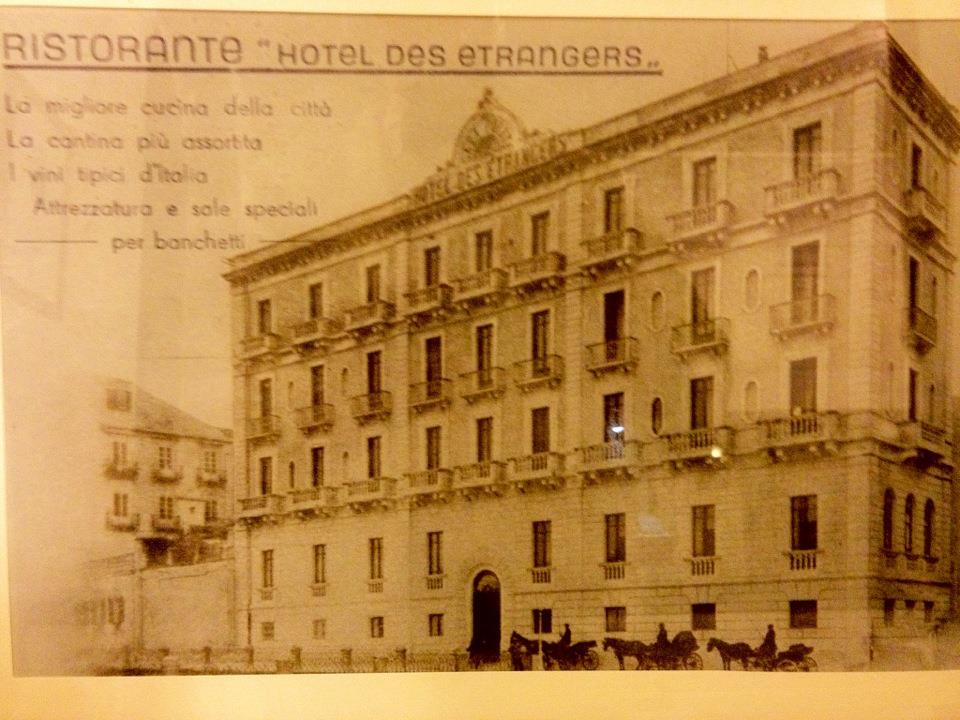 RISTORANTE "HOTEL DES ETRANGERS"
La migliore cucina della città
La cantina più assortita
I vini tipici d'Italia
Attrezzatura e sale speciali
per banchetti
HOTEL DES ETRANGERS